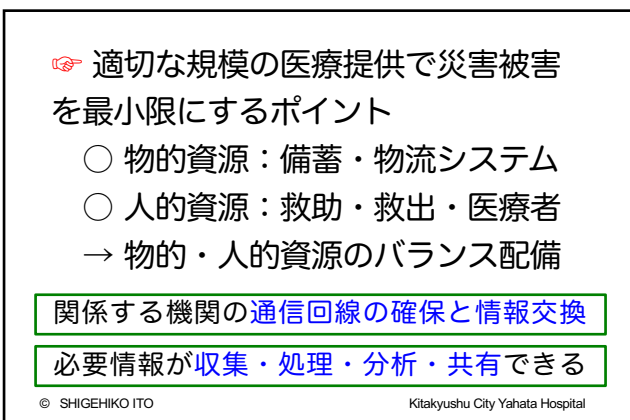 ☞ 適切な規模の医療提供で災害被害
を最小限にするポイント
○ 物的資源：備蓄・物流システム
○ 人的資源：救助・救出・医療者
→ 物的・人的資源のバランス配備
関係する機関の通信回線の確保と情報交換
必要情報が収集・処理・分析・共有できる
© SHIGEHIKO ITO Kitakyushu City Yahata Hospital